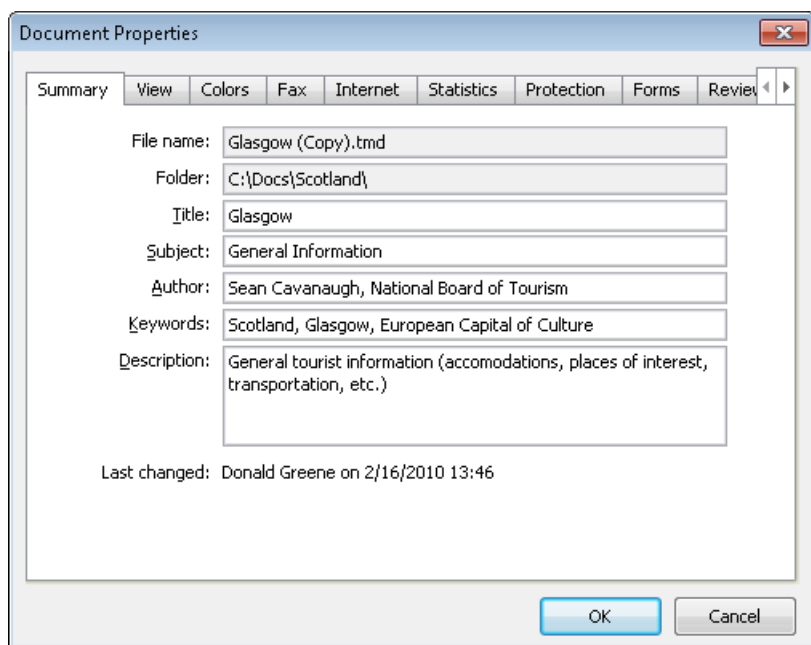 Document Properties
Summary View Colors Fax Internet Statistics Protection Forms
File name: Glasgow (Copy).tmd
Folder: C:\Docs\Scotland\
Title: Glasgow
Subject: General Information
Author: Sean Cavanaugh, National Board of Tourism
Keywords: Scotland, Glasgow, European Capital of Culture
Description: General tourist information (accomodations, places of interest,
transportation, etc.)
Last changed: Donald Greene on 2/16/2010 13:46
OK Cancel